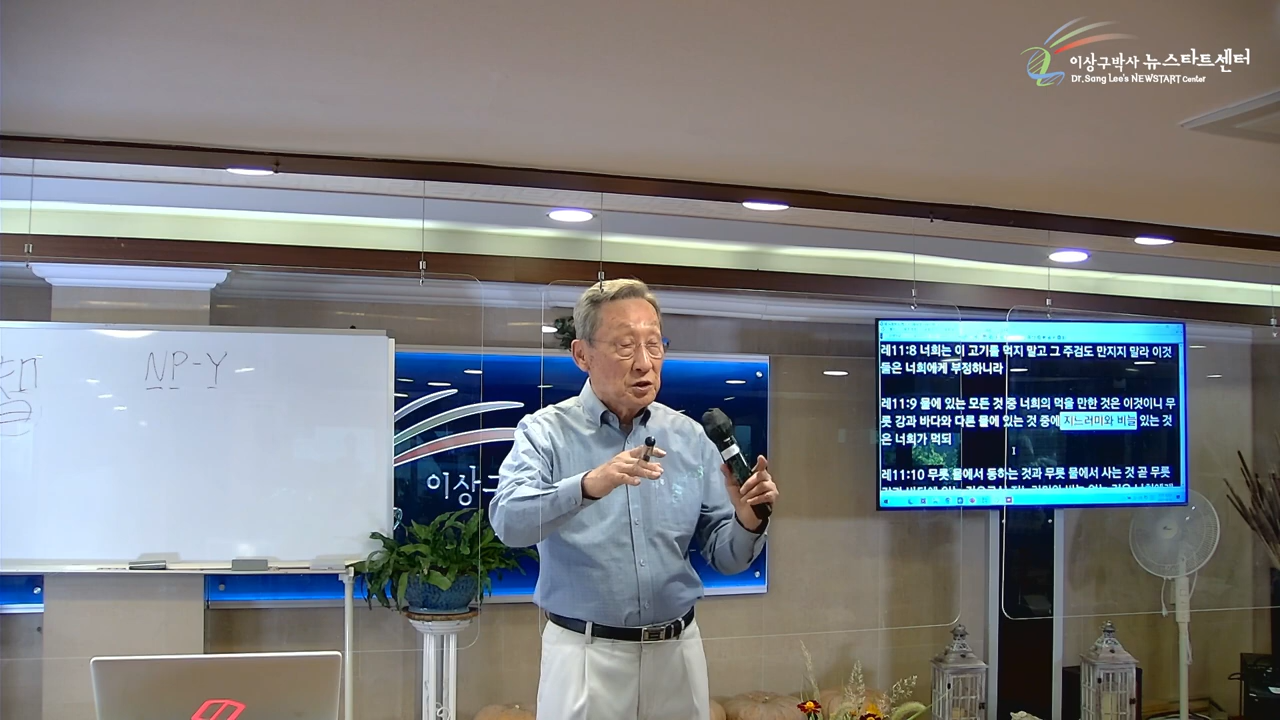 이상구박사 뉴스타트센터
Dr. Sang Lee's NEWSTART Center
NP-Y
이상구
레11:8 너희는 이 고기를 먹지 말고 그 주검도 만지지 말라 이것
들은 너희에게 부정하니라
레11:9 물에 있는 모든 것 중 너희의 먹을 만한 것은 이것이니 무
릇 강과 바다와 다른 물에 있는 것 중에 지느러미와 비늘 있는 것
은 너희가 먹되
레11:10 무릇 물에서 동하는 것과 무릇 물에서 사는 것 곧 무릇